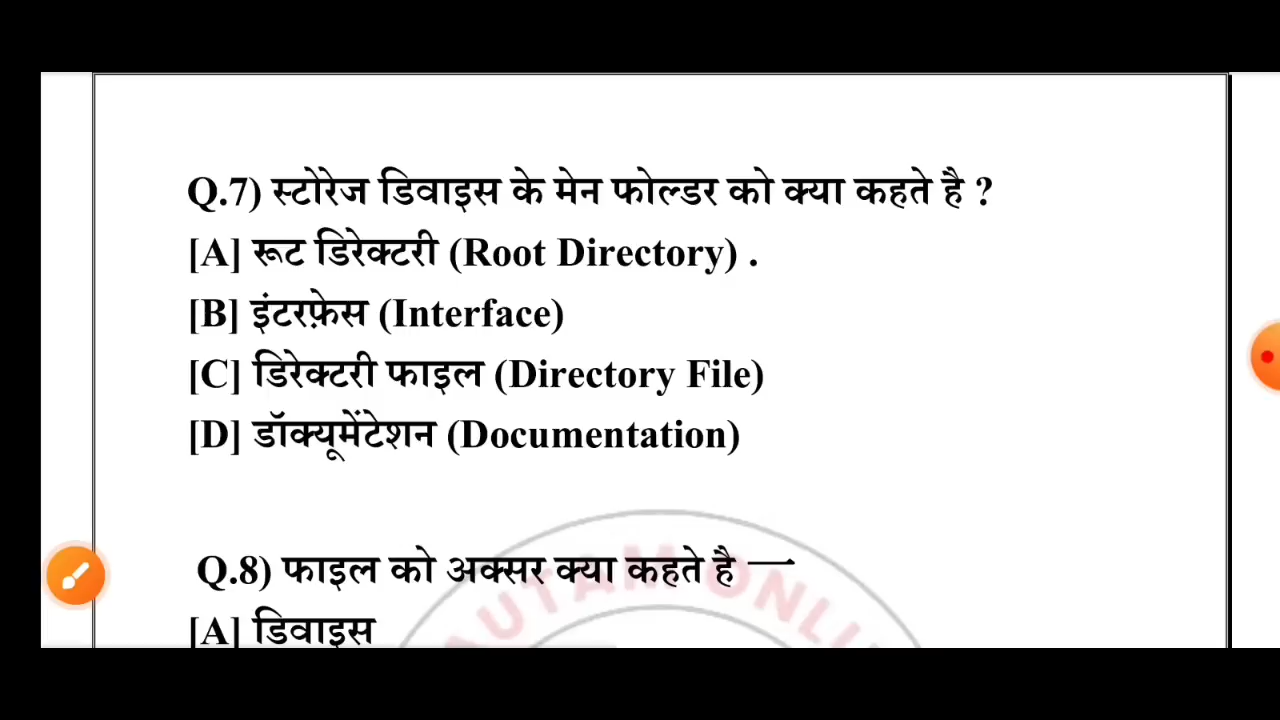 Q.7) स्टोरेज डिवाइस के मेन फोल्डर को क्या कहते है ?
[A] रूट डिरेक्टरी (Root Directory) .
[B] इंटरफ़ेस (Interface)
[C] डिरेक्टरी फाइल (Directory File)
[D] डॉक्यूमेंटेशन (Documentation)
Q.8) फाइल को अक्सर क्या कहते है
[A] डिवाइस